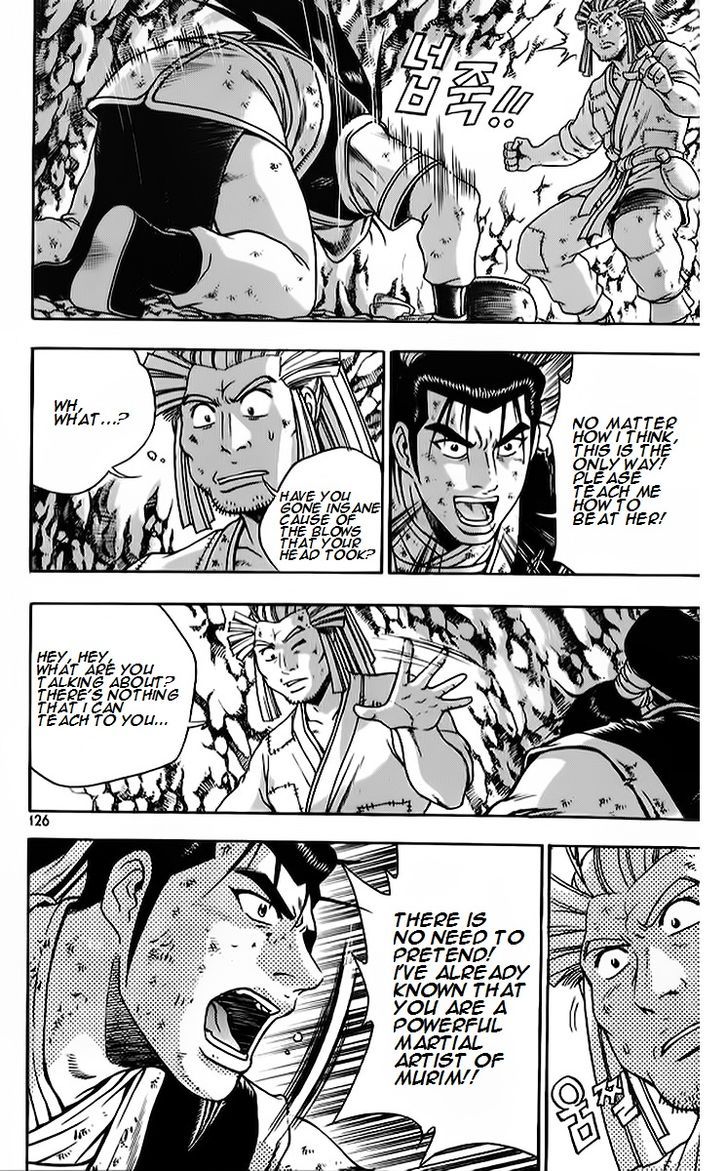 넙죽!!!
NO MATTER
HOW I THINK,
THIS IS THE
ONLY WAY!
PLEASE
TEACH ME
HOW TO
BEAT HER!
WH,
WHAT...?
HAVE YOU
GONE INSANE
CAUSE OF
THE BLOWS
THAT YOUR
HEAD TOOK?
HEY, HEY,
WHAT ARE YOU
TALKING ABOUT?
THERE'S NOTHING
THAT I CAN
TEACH TO YOU...
126
THERE IS
NO NEED TO
PRETEND!
I'VE ALREADY
KNOWN THAT
YOU ARE A
POWERFUL
MARTIAL
ARTIST OF
MURIM!!
움찔